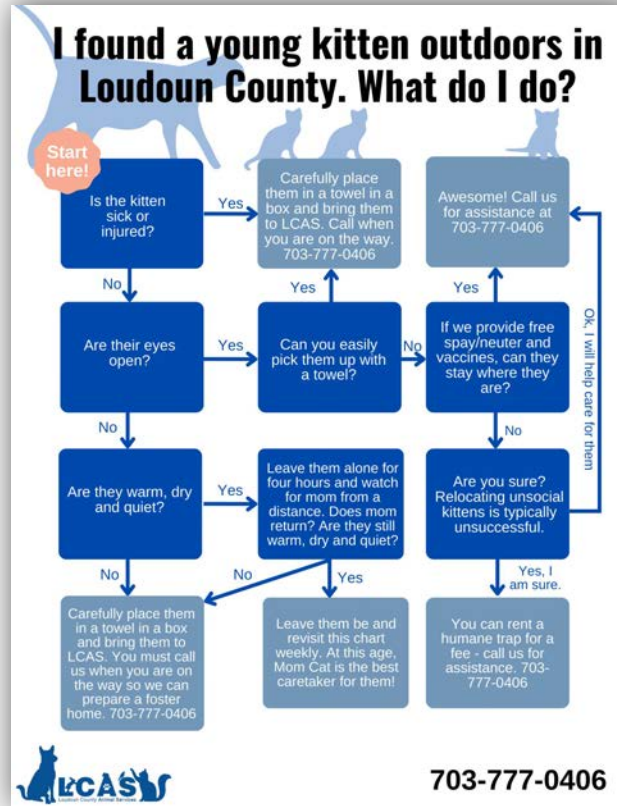 I found a young kitten outdoors in
Loudoun County. What do I do?
Start
here!
Is the kitten
sick or
injured?
Yes
Carefully place
them in a towel in a
box and bring them
to LCAS. Call when
you are on the way.
703-777-0406
Awesome! Call us
for assistance at
703-777-0406
No
Yes
Yes
Are their eyes
open?
Yes
Can you easily
pick them up with
a towel?
No
If we provide free
spay/neuter and
vaccines, can they
stay where they
are?
Ok, I will help care for them
No
No
Are they warm, dry
and quiet?
Yes
Leave them alone for
four hours and watch
for mom from a
distance. Does mom
return? Are they still
warm, dry and quiet?
Are you sure?
Relocating unsocial
kittens is typically
unsuccessful.
No
No
Yes
Yes, I
am sure.
Carefully place them
in a towel in a box
and bring them to
LCAS. You must call
us when you are on
the way so we can
prepare a foster
home. 703-777-0406
Leave them be and
revisit this chart
weekly. At this age,
Mom Cat is the best
caretaker for them!
You can rent a
humane trap for a
fee - call us for
assistance. 703-
777-0406
LCAS
Loudoun County Animal Services
703-777-0406